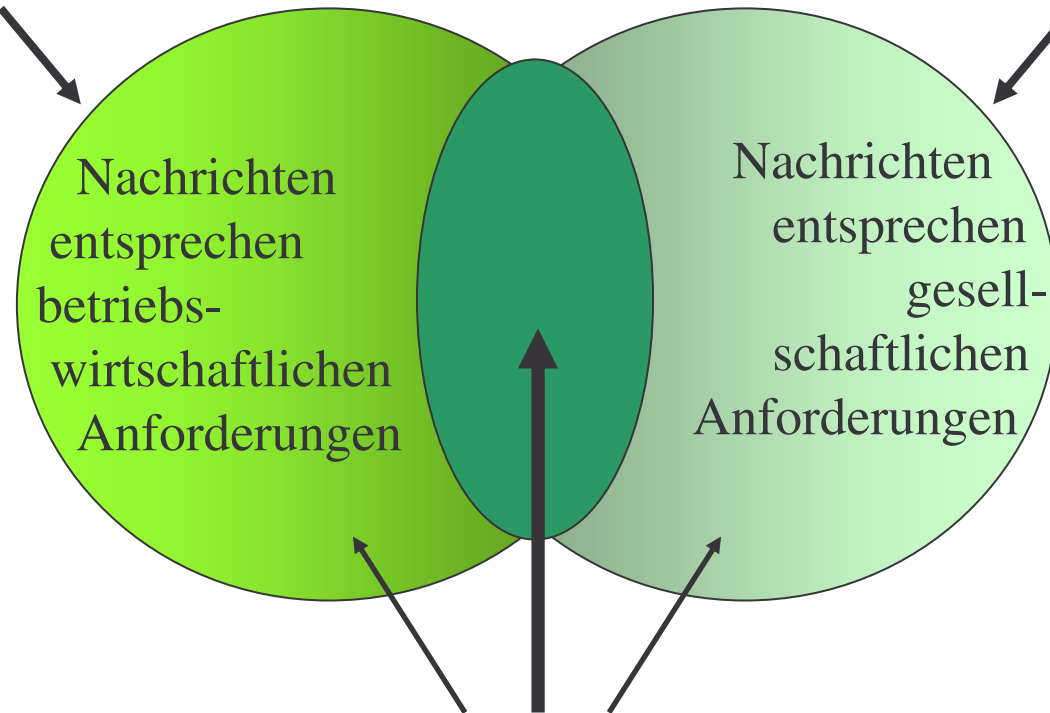 Nachrichten
entsprechen
betriebs-
wirtschaftlichen
Anforderungen
Nachrichten
entsprechen
gesell-
schaftlichen
Anforderungen